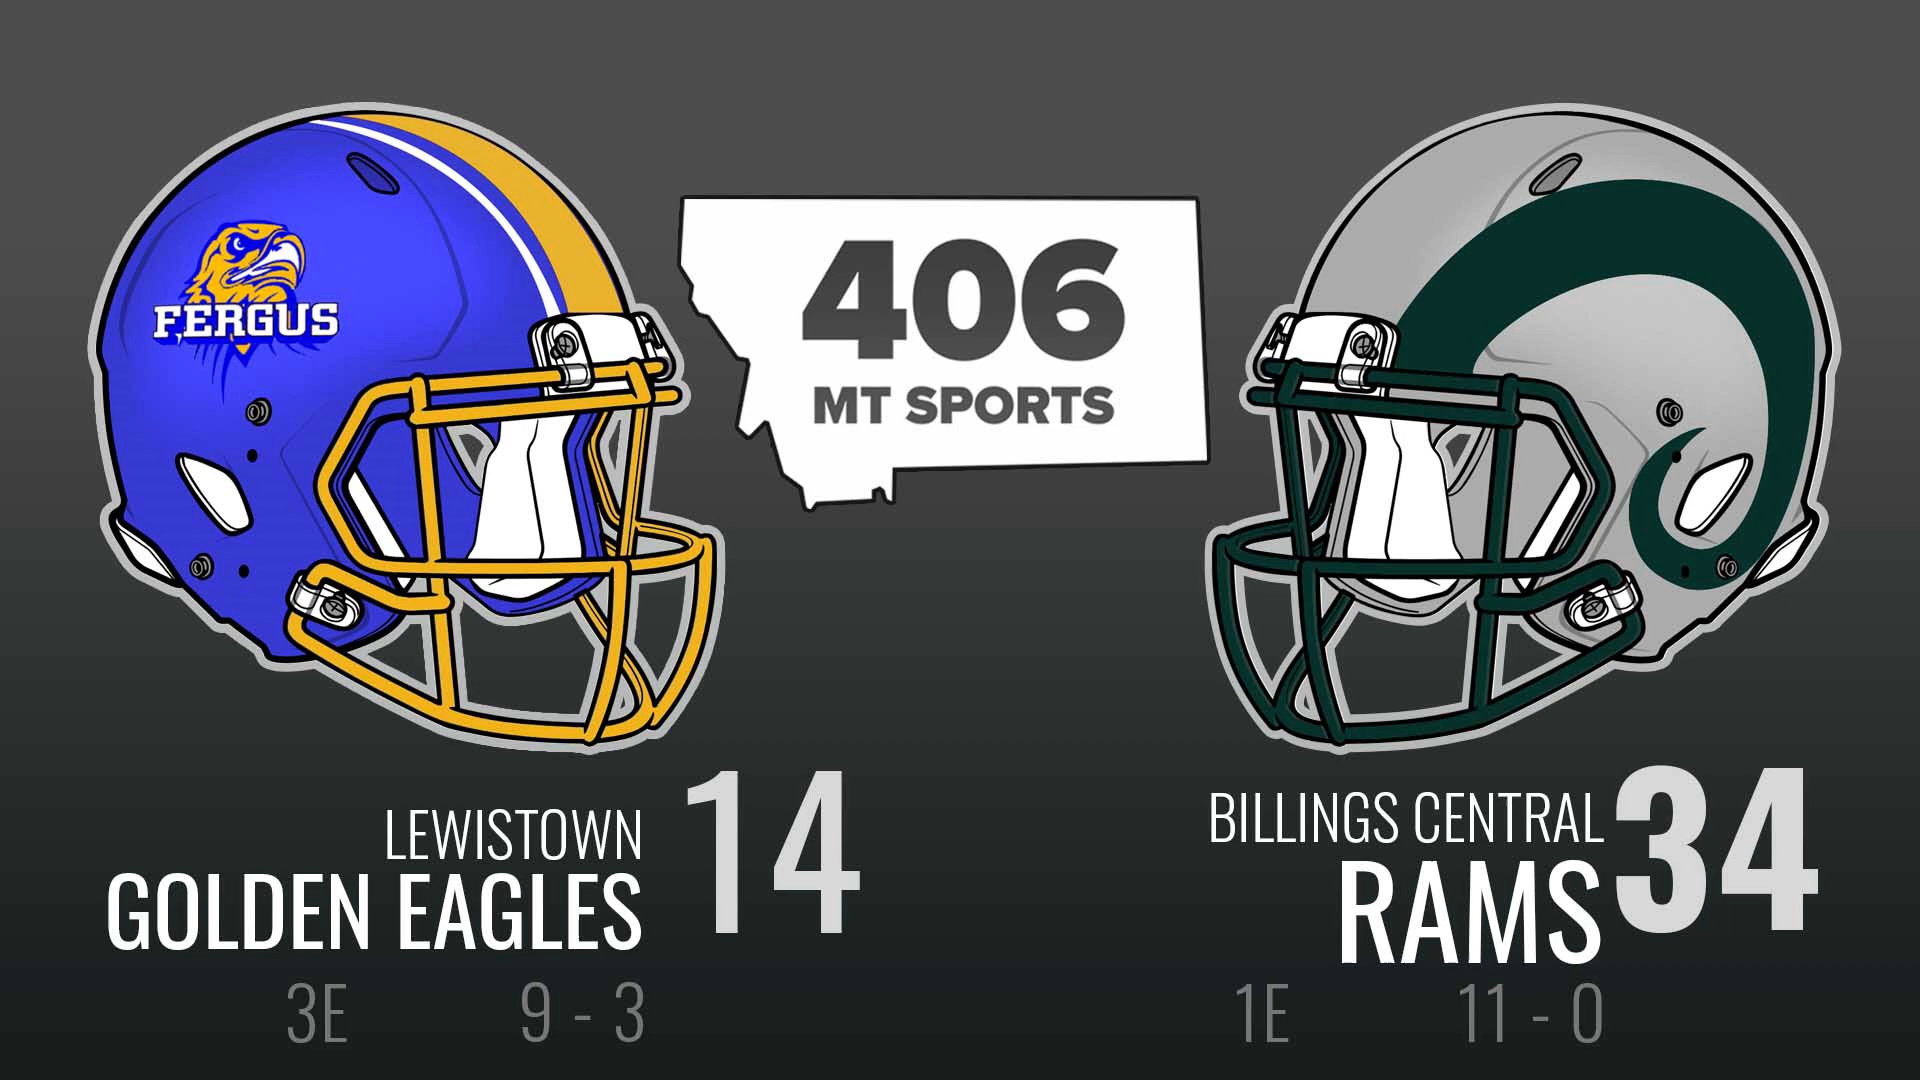 FERGUS
406
MT SPORTS
LEWISTOWN
GOLDEN EAGLES
14
3E 9 - 3
BILLINGS CENTRAL
RAMS
34
1E 11 - 0